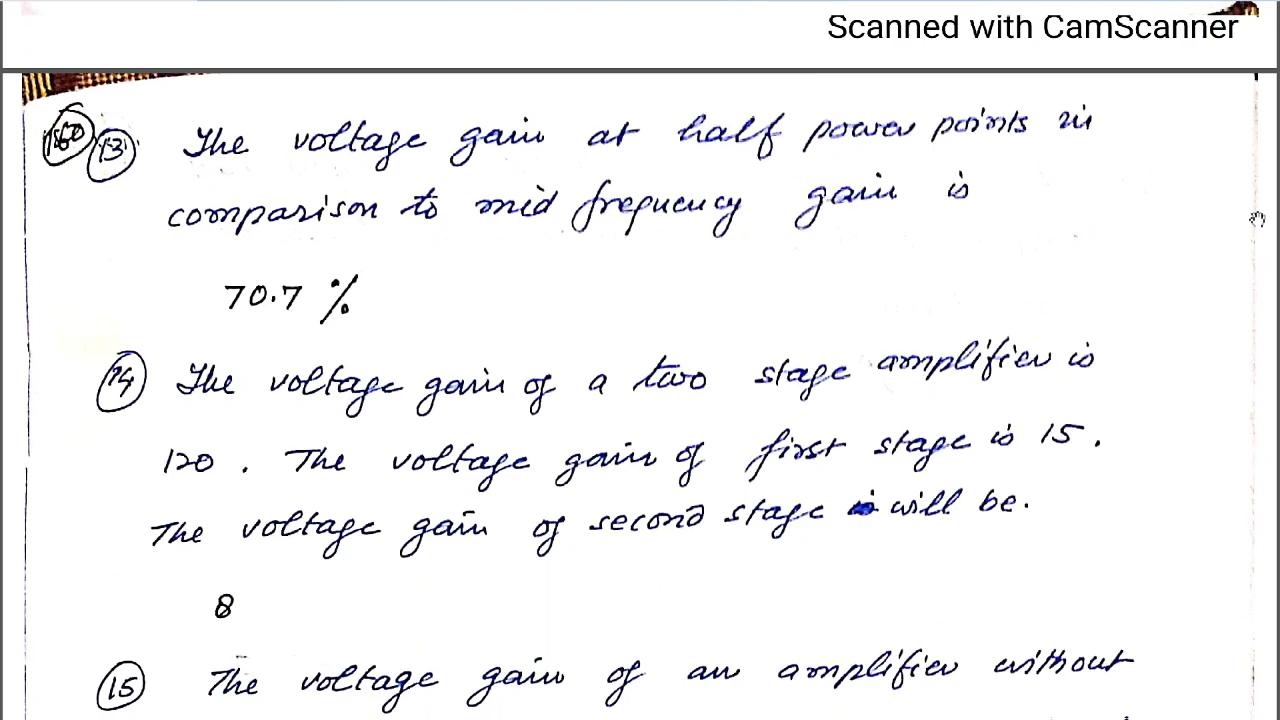 Scanned with CamScanner
13 The voltage gain at half power points in
comparison to mid frequency gain is
70.7 %
14 The voltage gain of a two stage amplifier is
120 . The voltage gain of first stage is 15 .
The voltage gain of second stage will be.
8
15 The voltage gain of an amplifier without